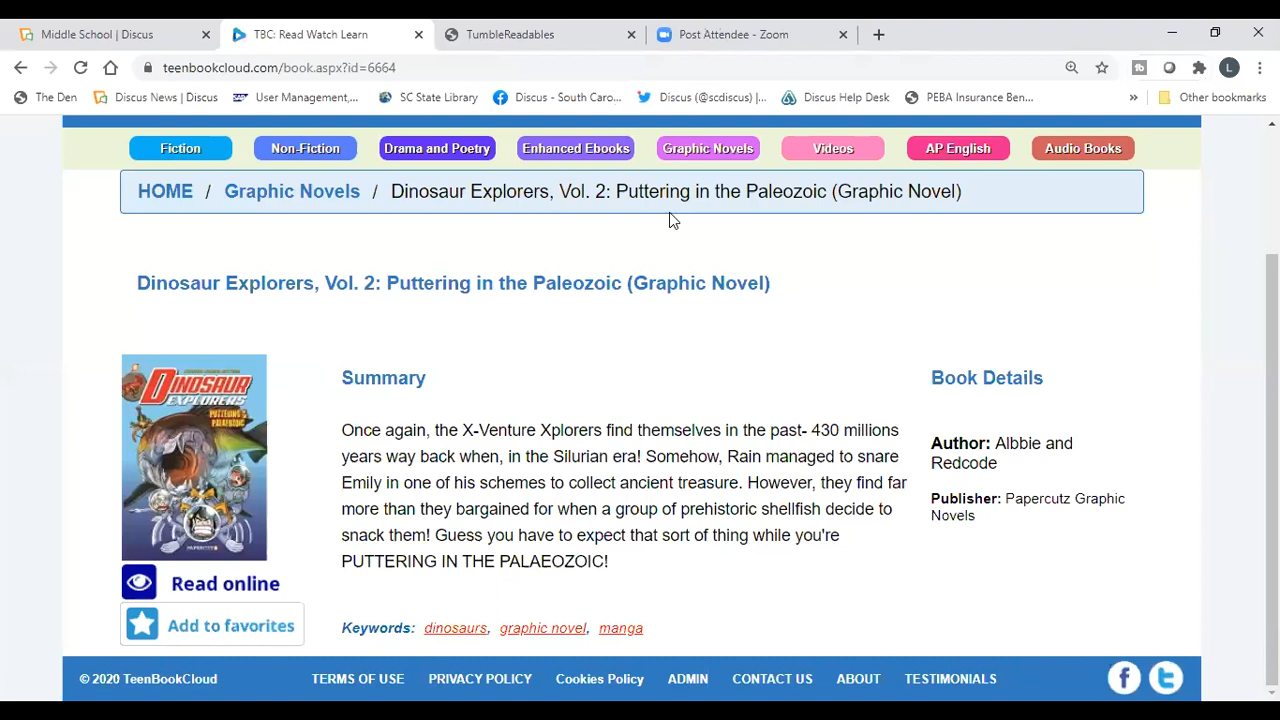 Middle School | Discus
TBC: Read Watch Learn
TumbleReadables
Post Attendee - Zoom
teenbookcloud.com/book.aspx?id=6664
L
The Den
Discus News | Discus
User Management,...
SC State Library
Discus - South Caro...
Discus (@scdiscus) |...
Discus Help Desk
PEBA Insurance Ben...
» Other bookmarks
Fiction
Non-Fiction
Drama and Poetry
Enhanced Ebooks
Graphic Novels
Videos
AP English
Audio Books
HOME / Graphic Novels / Dinosaur Explorers, Vol. 2: Puttering in the Paleozoic (Graphic Novel)
Dinosaur Explorers, Vol. 2: Puttering in the Paleozoic (Graphic Novel)
DINOSAUR
EXPLORERS
PUTTERING IN THE
PALEOZOIC
PAPERCUTZ
Read online
Add to favorites
Summary
Once again, the X-Venture Xplorers find themselves in the past- 430 millions
years way back when, in the Silurian era! Somehow, Rain managed to snare
Emily in one of his schemes to collect ancient treasure. However, they find far
more than they bargained for when a group of prehistoric shellfish decide to
snack them! Guess you have to expect that sort of thing while you're
PUTTERING IN THE PALAEOZOIC!
Keywords: dinosaurs, graphic novel, manga
Book Details
Author: Albbie and
Redcode
Publisher: Papercutz Graphic
Novels
© 2020 TeenBookCloud
TERMS OF USE
PRIVACY POLICY
Cookies Policy
ADMIN
CONTACT US
ABOUT
TESTIMONIALS